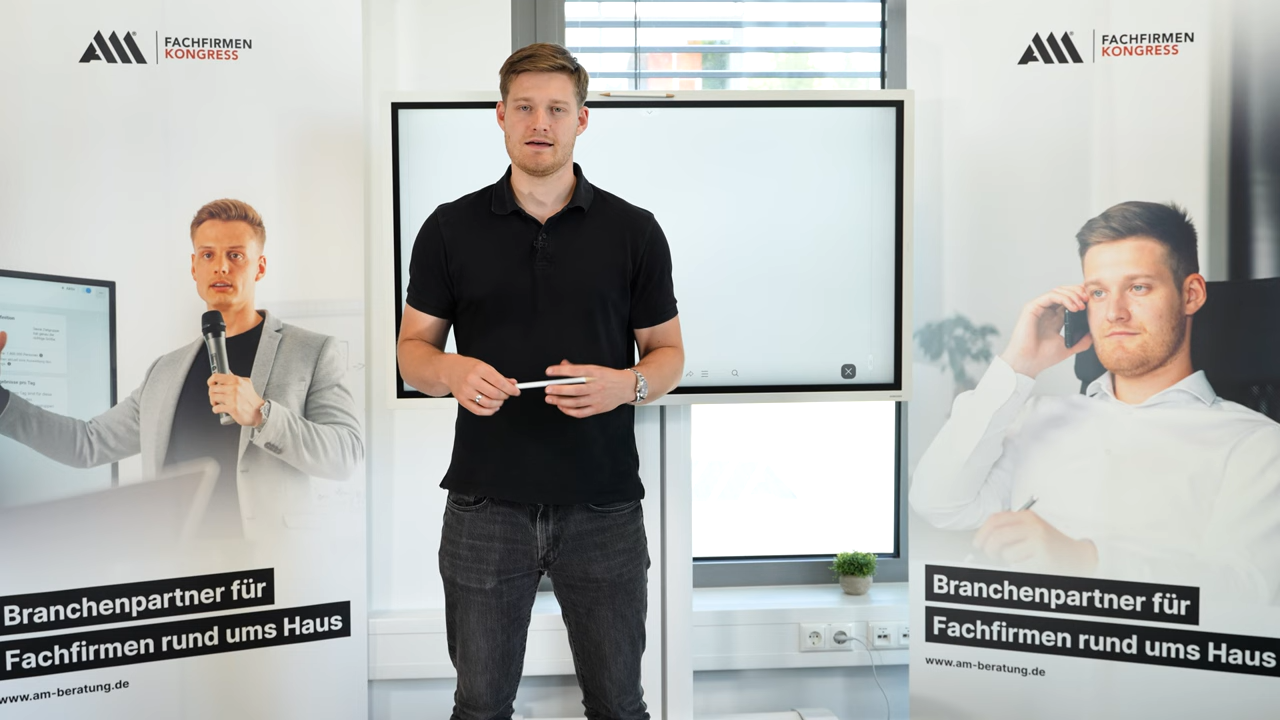 FACHFIRMEN
KONGRESS
Branchenpartner für
Fachfirmen rund ums Haus
www.am-beratung.de
FACHFIRMEN
KONGRESS
Branchenpartner für
Fachfirmen rund ums Haus
www.am-beratung.de